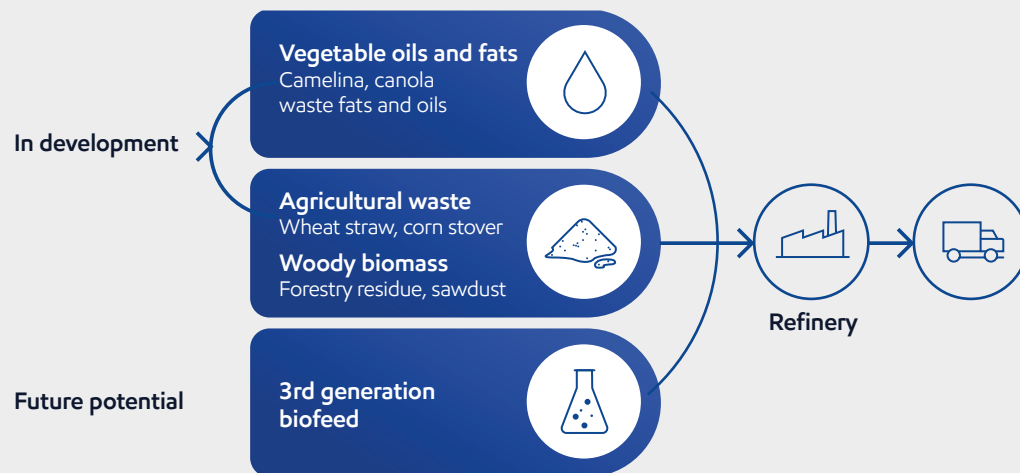 In development
Vegetable oils and fats
Camelina, canola
waste fats and oils
Agricultural waste
Wheat straw, corn stover
Woody biomass
Forestry residue, sawdust
Refinery
Future potential
3rd generation
biofeed